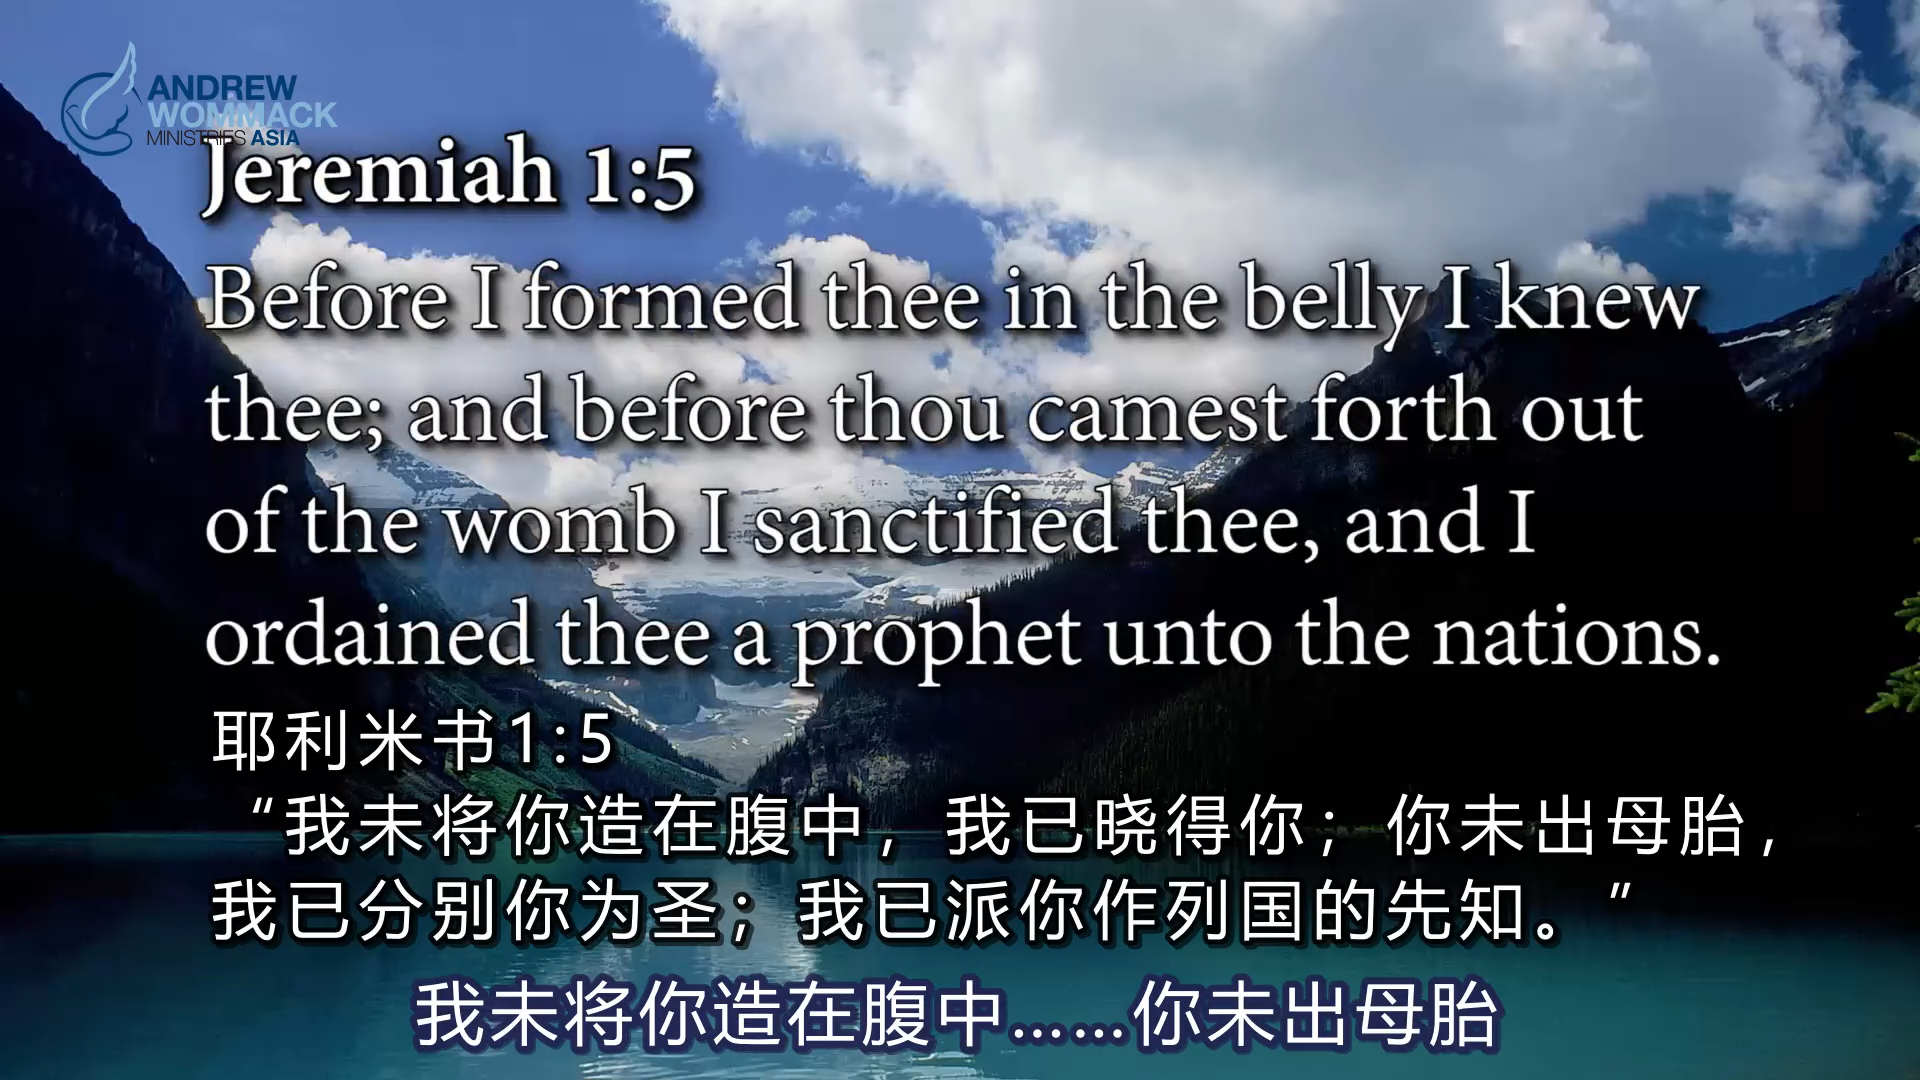 ANDREW
WOMMACK
MINISTRIES ASIA
Jeremiah 1:5
Before I formed thee in the belly I knew
thee; and before thou camest forth out
of the womb I sanctified thee, and I
ordained thee a prophet unto the nations.
耶利米书1:5
“我未将你造在腹中，我已晓得你；你未出母胎，
我已分别你为圣；我已派你作列国的先知。”
我未将你造在腹中……你未出母胎